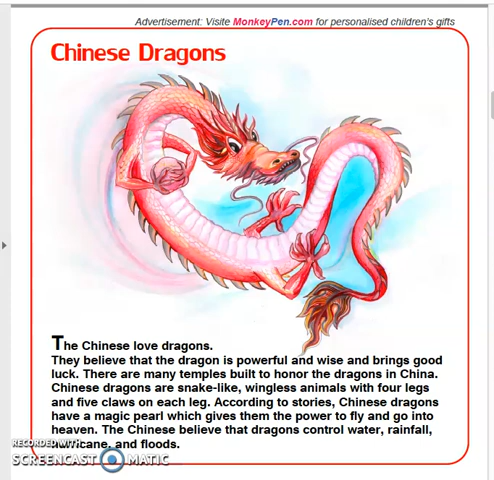 Advertisement: Visite MonkeyPen.com for personalised children's gifts
Chinese Dragons
The Chinese love dragons.
They believe that the dragon is powerful and wise and brings good
luck. There are many temples built to honor the dragons in China.
Chinese dragons are snake-like, wingless animals with four legs
and five claws on each leg. According to stories, Chinese dragons
have a magic pearl which gives them the power to fly and go into
heaven. The Chinese believe that dragons control water, rainfall,
hurricane, and floods.
RECORDED WITH
SCREENCAST MATIC